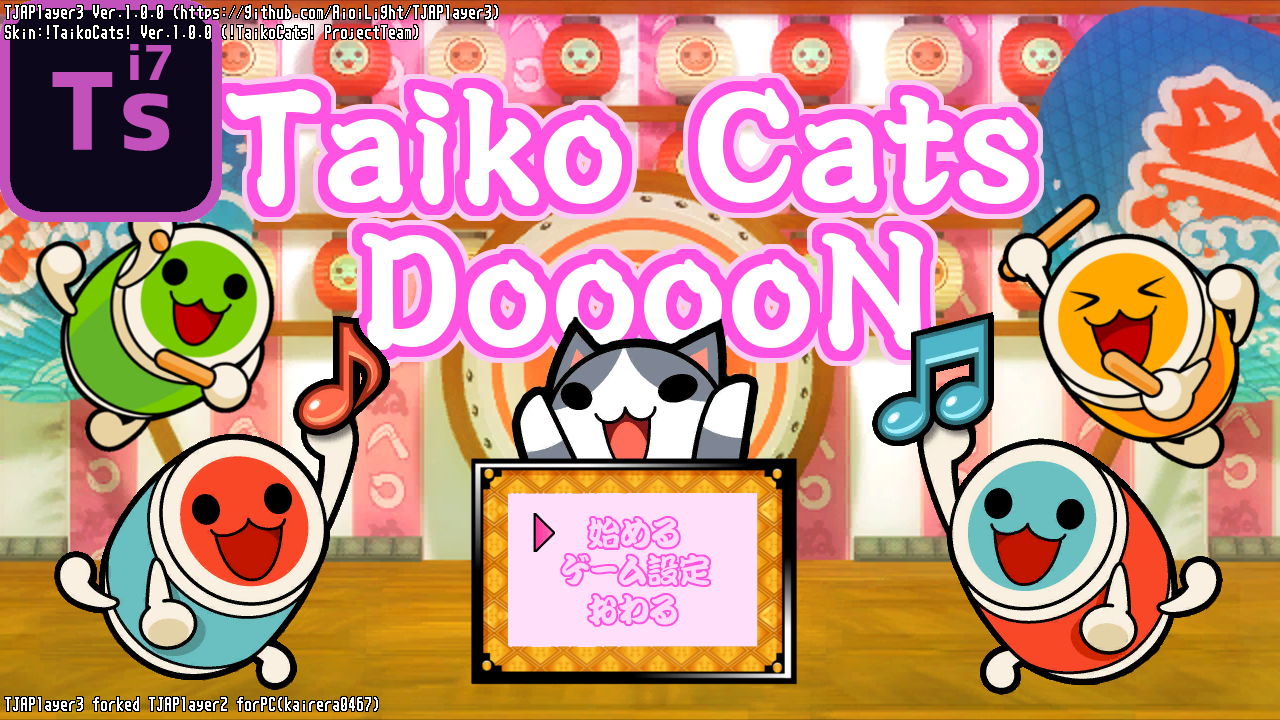 TJAPlayer3 Ver.1.0.0 (https://github.com/AioiLight/TJAPlayer3)
Skin:!TaikoCats! Ver.1.0.0 (!TaikoCats! ProjectTeam)
i7
Ts
Taiko Cats
DooooN
始める
ゲーム設定
おわる
TJAPlayer3 forked TJAPlayer2 forPC(kairera0467)